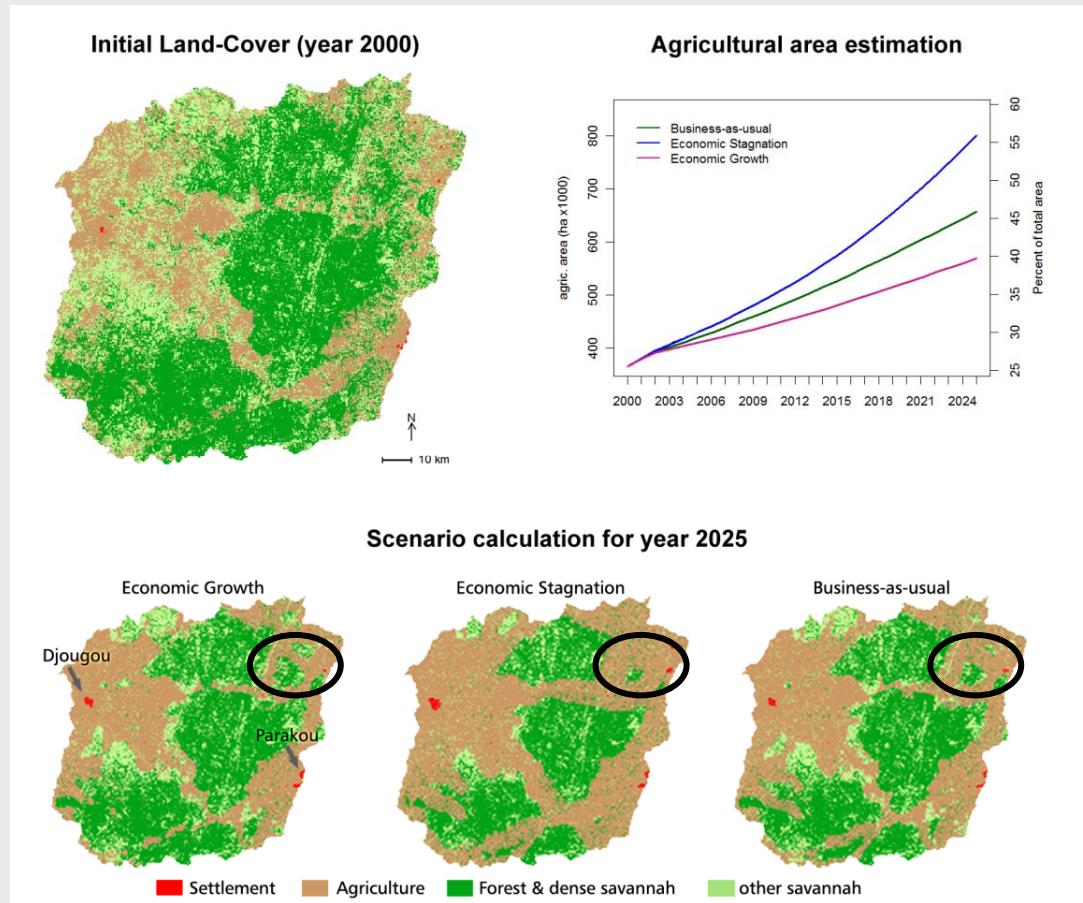 Initial Land-Cover (year 2000)
Agricultural area estimation
N
10 km
Business-as-usual
Economic Stagnation
Economic Growth
agric. area (ha x1000)
800
700
600
500
400
Percent of total area
60
55
50
45
40
35
30
25
2000 2003 2006 2009 2012 2015 2018 2021 2024
Scenario calculation for year 2025
Economic Growth
Economic Stagnation
Business-as-usual
Djougou
Parakou
Settlement Agriculture Forest & dense savannah other savannah